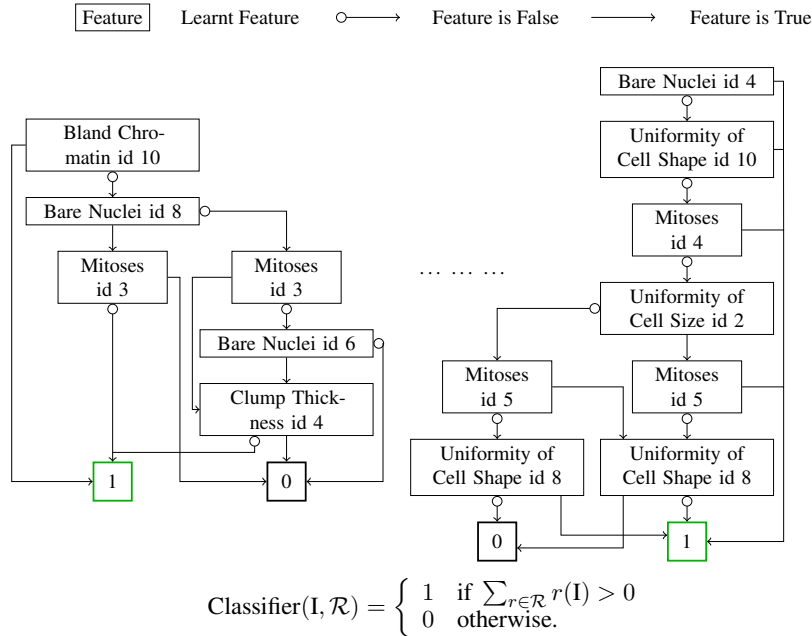 Feature Learnt Feature Feature is False Feature is True
Bland Chro-
matin id 10
Bare Nuclei id 8
Mitoses
id 3
Mitoses
id 3
Bare Nuclei id 6
Clump Thick-
ness id 4
1
0
... ... ...
Bare Nuclei id 4
Uniformity of
Cell Shape id 10
Mitoses
id 4
Uniformity of
Cell Size id 2
Mitoses
id 5
Mitoses
id 5
Uniformity of
Cell Shape id 8
Uniformity of
Cell Shape id 8
0
1
Classifier(I, ℛ) = { 1 if ∑_{r∈ℛ} r(I) > 0
0 otherwise.